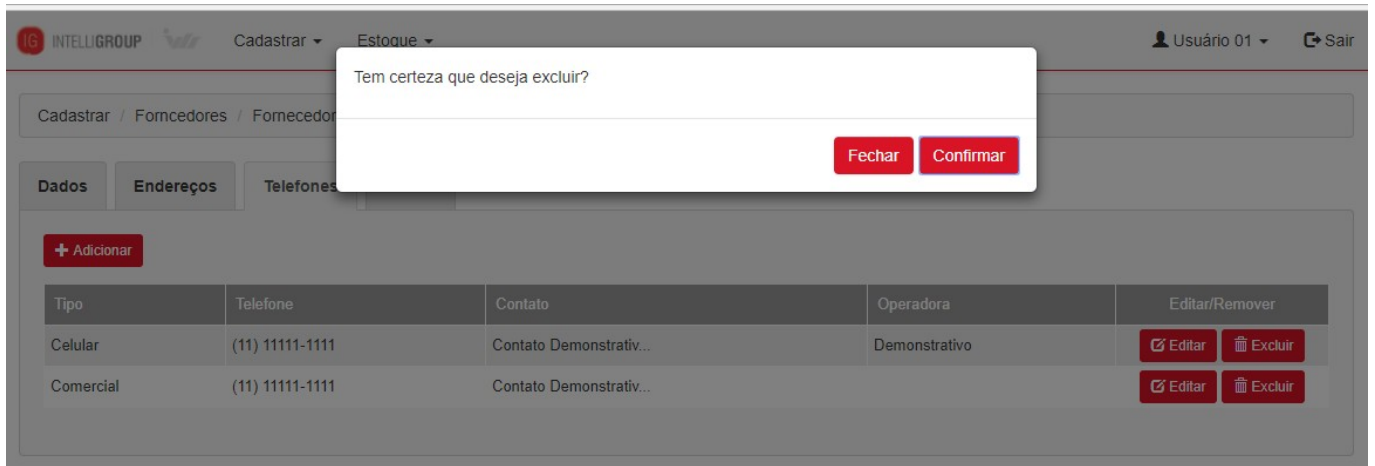 IG INTELLIGROUP Cadastrar Estoque Usuário 01 Sair
Tem certeza que deseja excluir?
Cadastrar / Forncedores / Fornecedor
Fechar Confirmar
Dados Endereços Telefones
Adicionar
Tipo Telefone Contato Operadora Editar/Remover
Celular (11) 11111-1111 Contato Demonstrativ... Demonstrativo Editar Excluir
Comercial (11) 11111-1111 Contato Demonstrativ... Editar Excluir